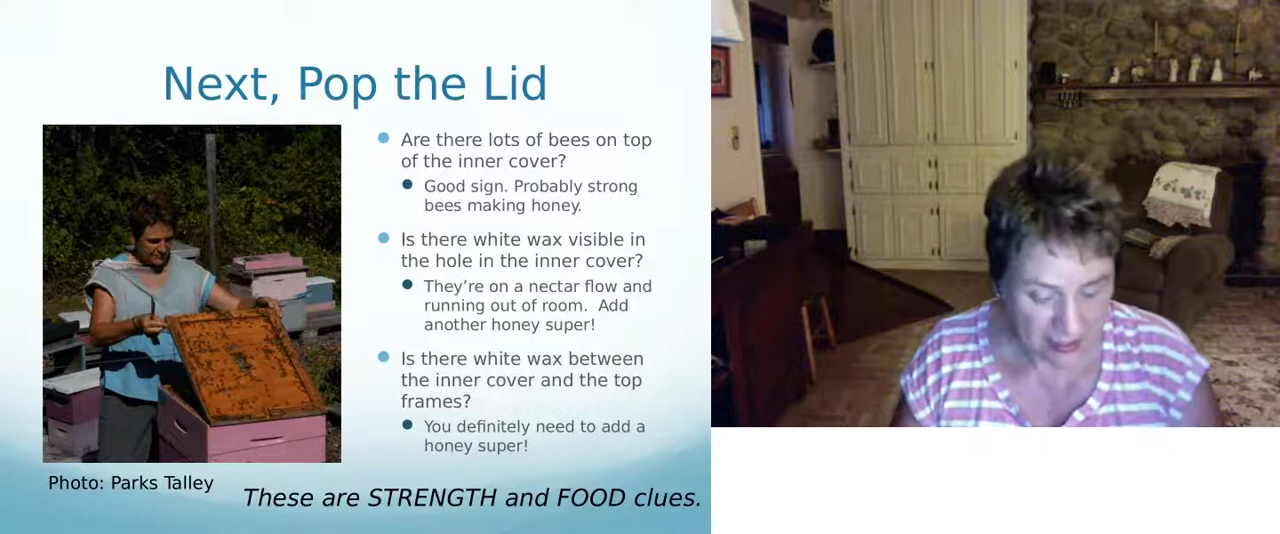 Next, Pop the Lid
Are there lots of bees on top
of the inner cover?
Good sign. Probably strong
bees making honey.
Is there white wax visible in
the hole in the inner cover?
They’re on a nectar flow and
running out of room.  Add
another honey super!
Is there white wax between
the inner cover and the top
frames?
You definitely need to add a
honey super!
Photo: Parks Talley
These are STRENGTH and FOOD clues.